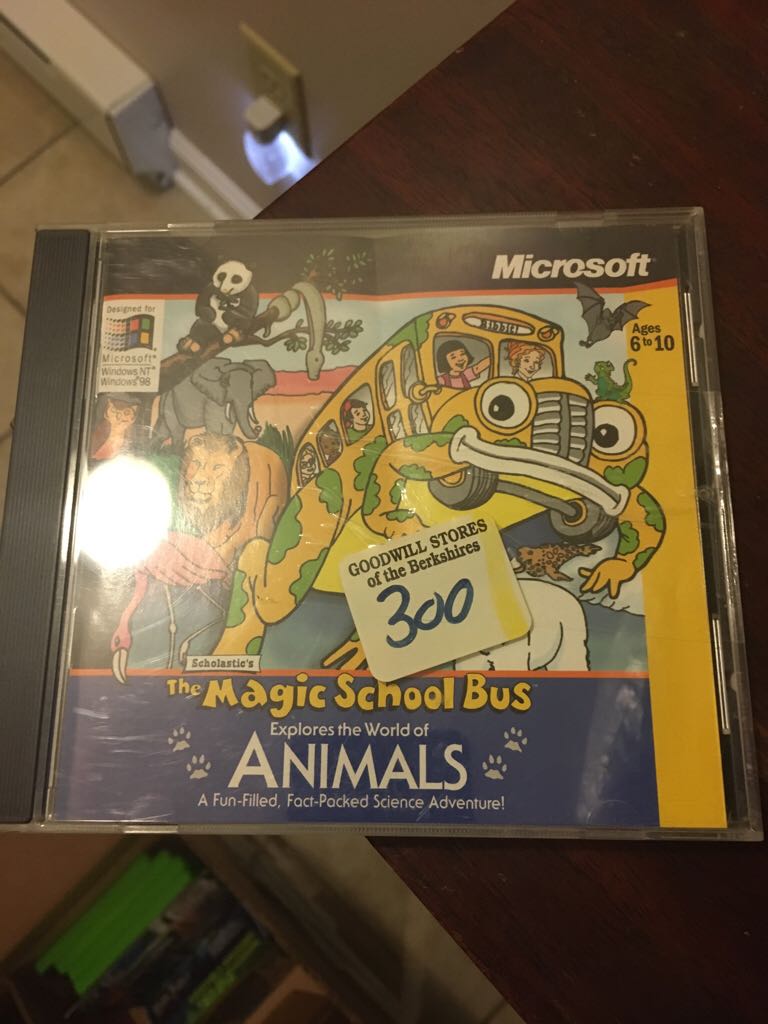 Microsoft
Designed for
Microsoft®
Windows NT®
Windows®98
Ages
6 to 10
GOODWILL STORES
of the Berkshires
300
Scholastic's
The Magic School Bus™
Explores the World of
ANIMALS
A Fun-Filled, Fact-Packed Science Adventure!